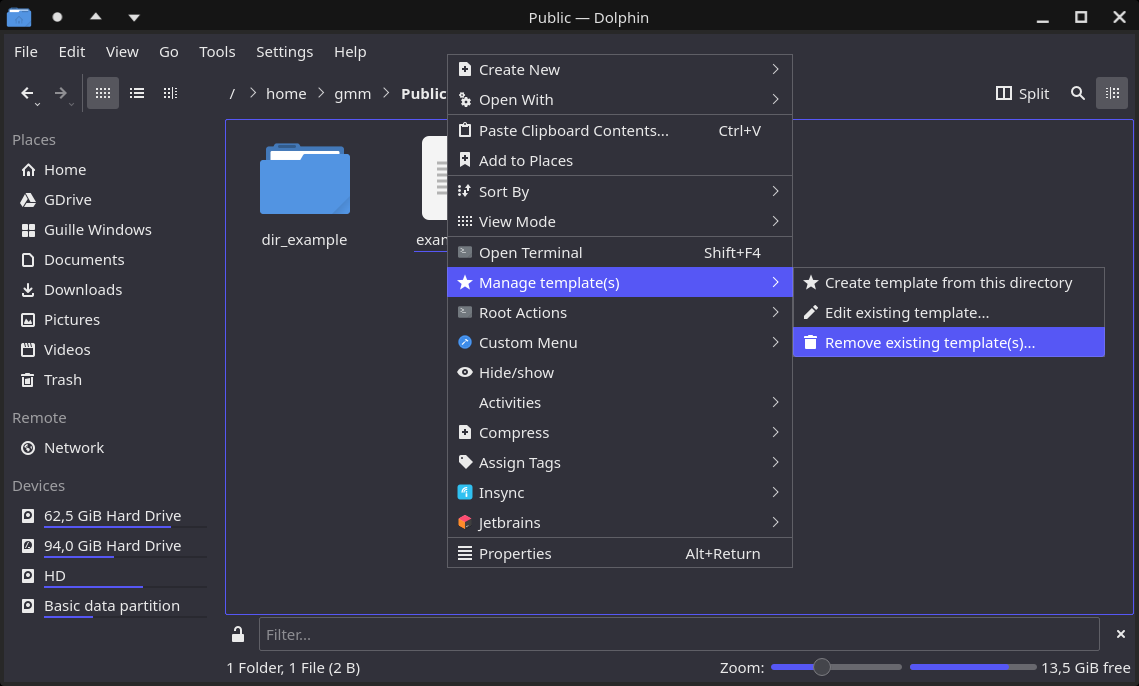 Public — Dolphin
File Edit View Go Tools Settings Help
/ home gmm Public
Split
Places
Home
GDrive
Guille Windows
Documents
Downloads
Pictures
Videos
Trash
Remote
Network
Devices
62,5 GiB Hard Drive
94,0 GiB Hard Drive
HD
Basic data partition
dir_example
Create New
Open With
Paste Clipboard Contents... Ctrl+V
Add to Places
Sort By
View Mode
Open Terminal Shift+F4
Manage template(s)
Root Actions
Custom Menu
Hide/show
Activities
Compress
Assign Tags
Insync
Jetbrains
Properties Alt+Return
Create template from this directory
Edit existing template...
Remove existing template(s)...
Filter...
1 Folder, 1 File (2 B)
Zoom:
13,5 GiB free